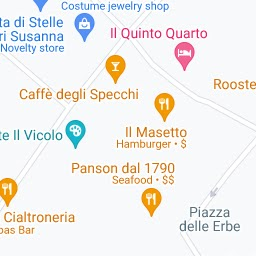 Costume jewelry shop
ta di Stelle
ri Susanna
Novelty store
Il Quinto Quarto
Rooste
Caffè degli Specchi
Il Masetto
Hamburger • $
te Il Vicolo
Panson dal 1790
Seafood • $$
Cialtroneria
pas Bar
Piazza
delle Erbe